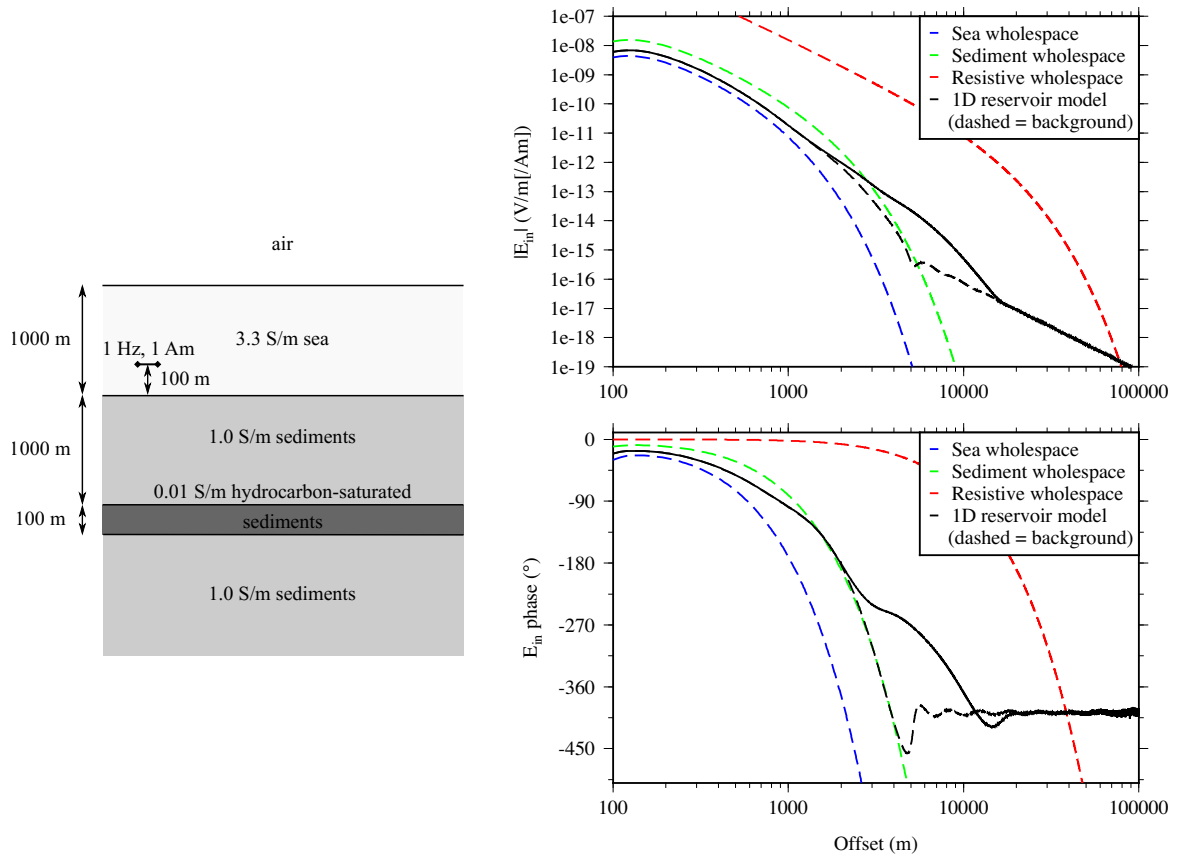 air
1000 m
3.3 S/m sea
1 Hz, 1 Am
100 m
1000 m
1.0 S/m sediments
0.01 S/m hydrocarbon-saturated
100 m
sediments
1.0 S/m sediments
|E_in| (V/m[/Am])
1e-07
1e-08
1e-09
1e-10
1e-11
1e-12
1e-13
1e-14
1e-15
1e-16
1e-17
1e-18
1e-19
Sea wholespace
Sediment wholespace
Resistive wholespace
1D reservoir model
(dashed = background)
100 1000 10000 100000
E_in phase (°)
0
-90
-180
-270
-360
-450
Sea wholespace
Sediment wholespace
Resistive wholespace
1D reservoir model
(dashed = background)
100 1000 10000 100000
Offset (m)